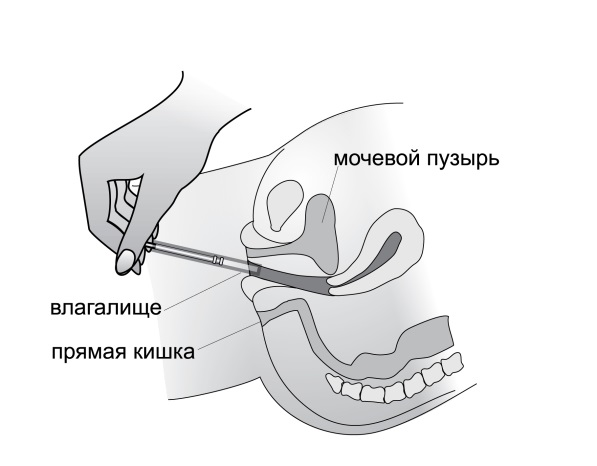 мочевой пузырь
влагалище
прямая кишка